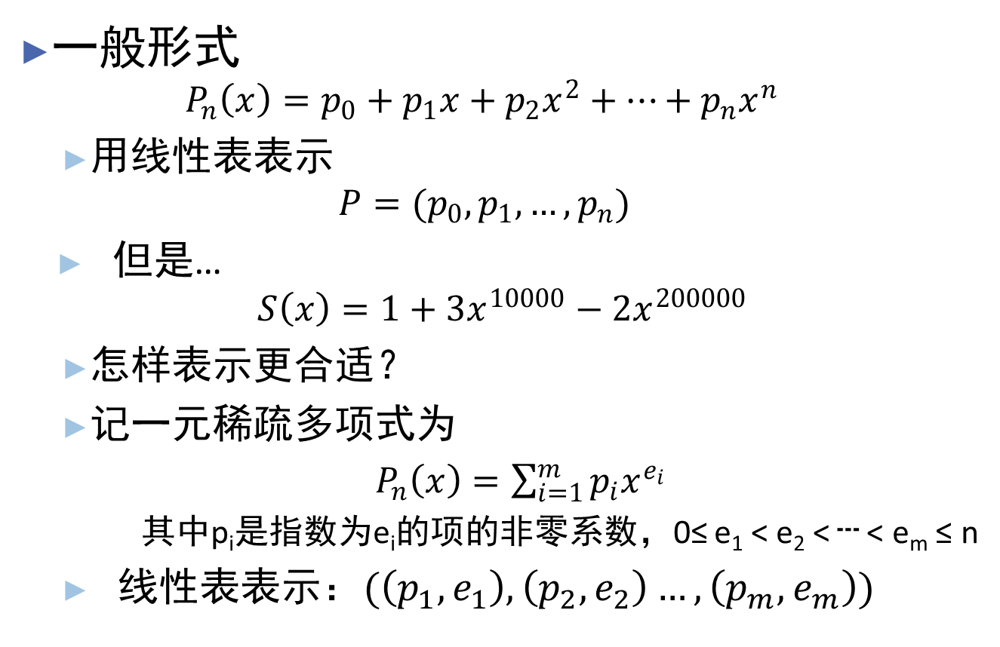 ►一般形式
$P_n(x) = p_0 + p_1x + p_2x^2 + \cdots + p_nx^n$
►用线性表表示
$P = (p_0, p_1, \ldots, p_n)$
► 但是...
$S(x) = 1 + 3x^{10000} - 2x^{200000}$
►怎样表示更合适？
►记一元稀疏多项式为
$P_n(x) = \sum_{i=1}^{m} p_i x^{e_i}$
其中$p_i$是指数为$e_i$的项的非零系数，$0 \le e_1 < e_2 < \cdots < e_m \le n$
► 线性表表示：$((p_1, e_1), (p_2, e_2) \ldots, (p_m, e_m))$